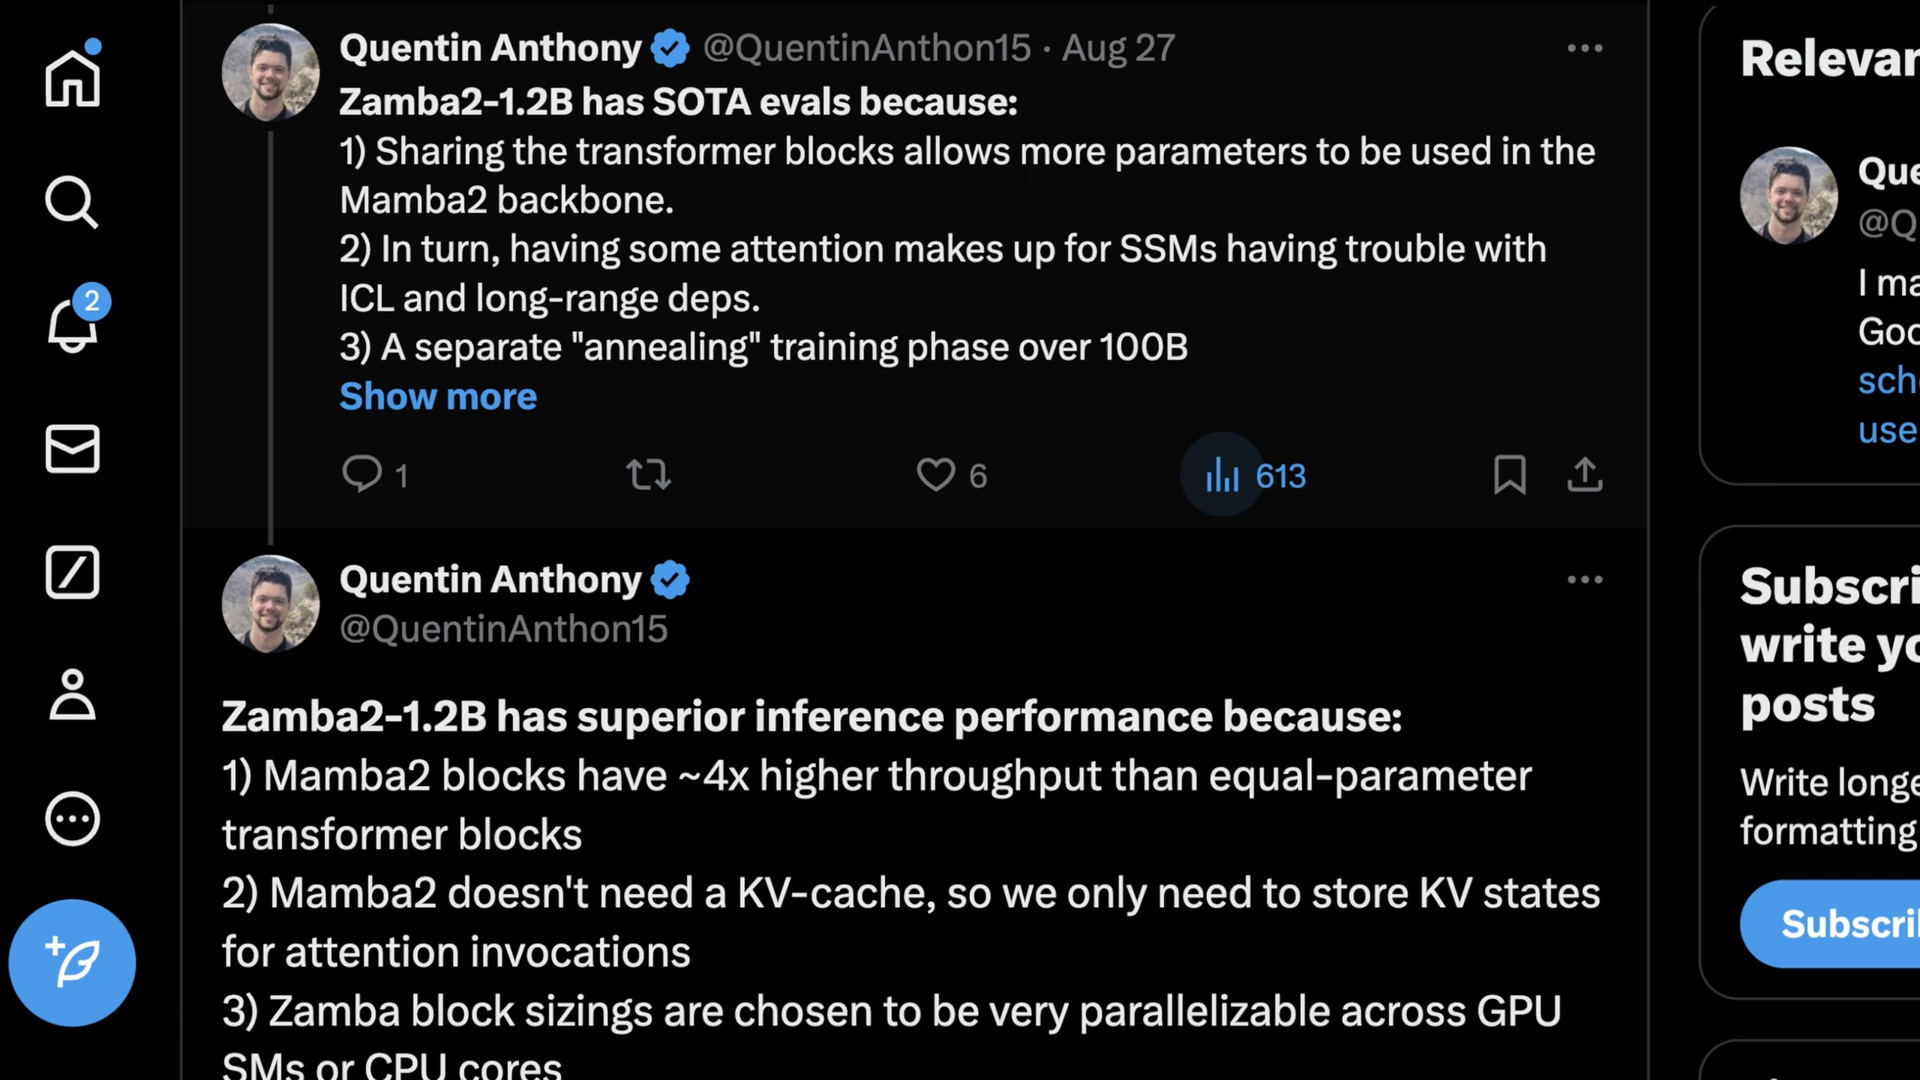 Quentin Anthony @QuentinAnthon15 · Aug 27
Zamba2-1.2B has SOTA evals because:
1) Sharing the transformer blocks allows more parameters to be used in the
Mamba2 backbone.
2) In turn, having some attention makes up for SSMs having trouble with
ICL and long-range deps.
3) A separate "annealing" training phase over 100B
Show more
1
6
613
Quentin Anthony
@QuentinAnthon15
Zamba2-1.2B has superior inference performance because:
1) Mamba2 blocks have ~4x higher throughput than equal-parameter
transformer blocks
2) Mamba2 doesn't need a KV-cache, so we only need to store KV states
for attention invocations
3) Zamba block sizings are chosen to be very parallelizable across GPU
SMs or CPU cores
2
Relevan
Que
@Q
I ma
Goo
sch
use
Subscri
write yo
posts
Write longe
formatting
Subscri